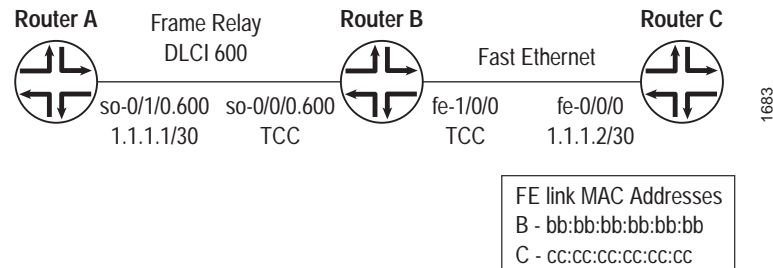 Router A
Frame Relay
DLCI 600
Router B
Fast Ethernet
Router C
so-0/1/0.600
1.1.1.1/30
so-0/0/0.600
TCC
fe-1/0/0
TCC
fe-0/0/0
1.1.1.2/30
1683
FE link MAC Addresses
B - bb:bb:bb:bb:bb:bb
C - cc:cc:cc:cc:cc:cc